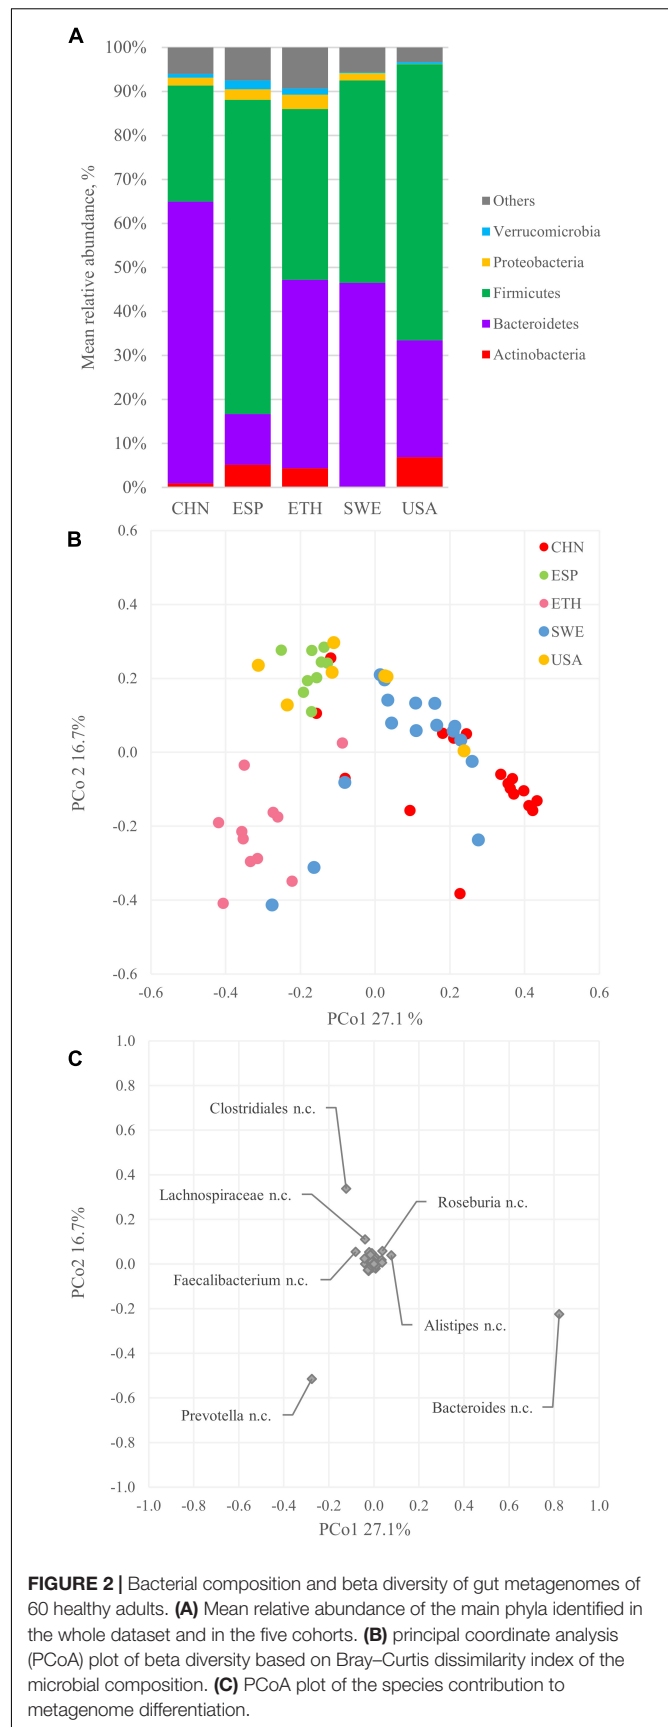 A
100%
90%
80%
70%
60%
50%
40%
30%
20%
10%
0%
Mean relative abundance, %
CHN ESP ETH SWE USA
Others
Verrucomicrobia
Proteobacteria
Firmicutes
Bacteroidetes
Actinobacteria
B
0.6
0.4
0.2
0.0
-0.2
-0.4
-0.6
PCo 2 16.7%
CHN
ESP
ETH
SWE
USA
-0.6 -0.4 -0.2 0.0 0.2 0.4 0.6
PCo1 27.1 %
C
1.0
0.8
0.6
0.4
0.2
0.0
-0.2
-0.4
-0.6
-0.8
-1.0
PCo2 16.7%
Clostridiales n.c.
Lachnospiraceae n.c.
Roseburia n.c.
Faecalibacterium n.c.
Alistipes n.c.
Prevotella n.c.
Bacteroides n.c.
-1.0 -0.8 -0.6 -0.4 -0.2 0.0 0.2 0.4 0.6 0.8 1.0
PCo1 27.1%
FIGURE 2 | Bacterial composition and beta diversity of gut metagenomes of
60 healthy adults. (A) Mean relative abundance of the main phyla identified in
the whole dataset and in the five cohorts. (B) principal coordinate analysis
(PCoA) plot of beta diversity based on Bray–Curtis dissimilarity index of the
microbial composition. (C) PCoA plot of the species contribution to
metagenome differentiation.